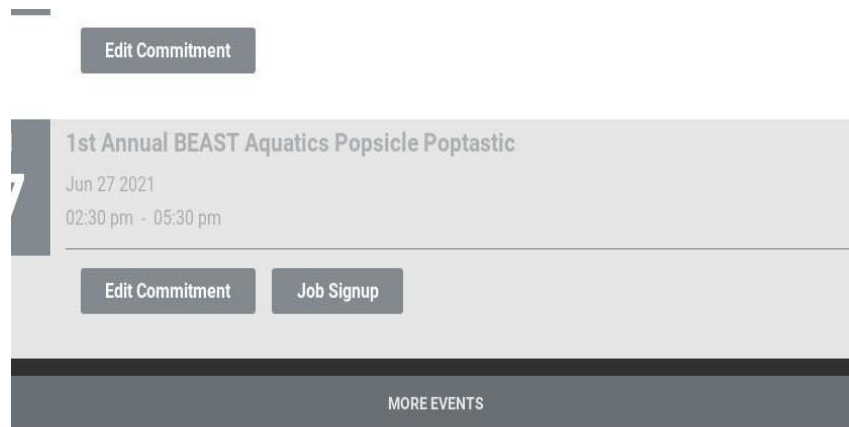 Edit Commitment
1st Annual BEAST Aquatics Popsicle Poptastic
Jun 27 2021
02:30 pm - 05:30 pm
Edit Commitment Job Signup
MORE EVENTS